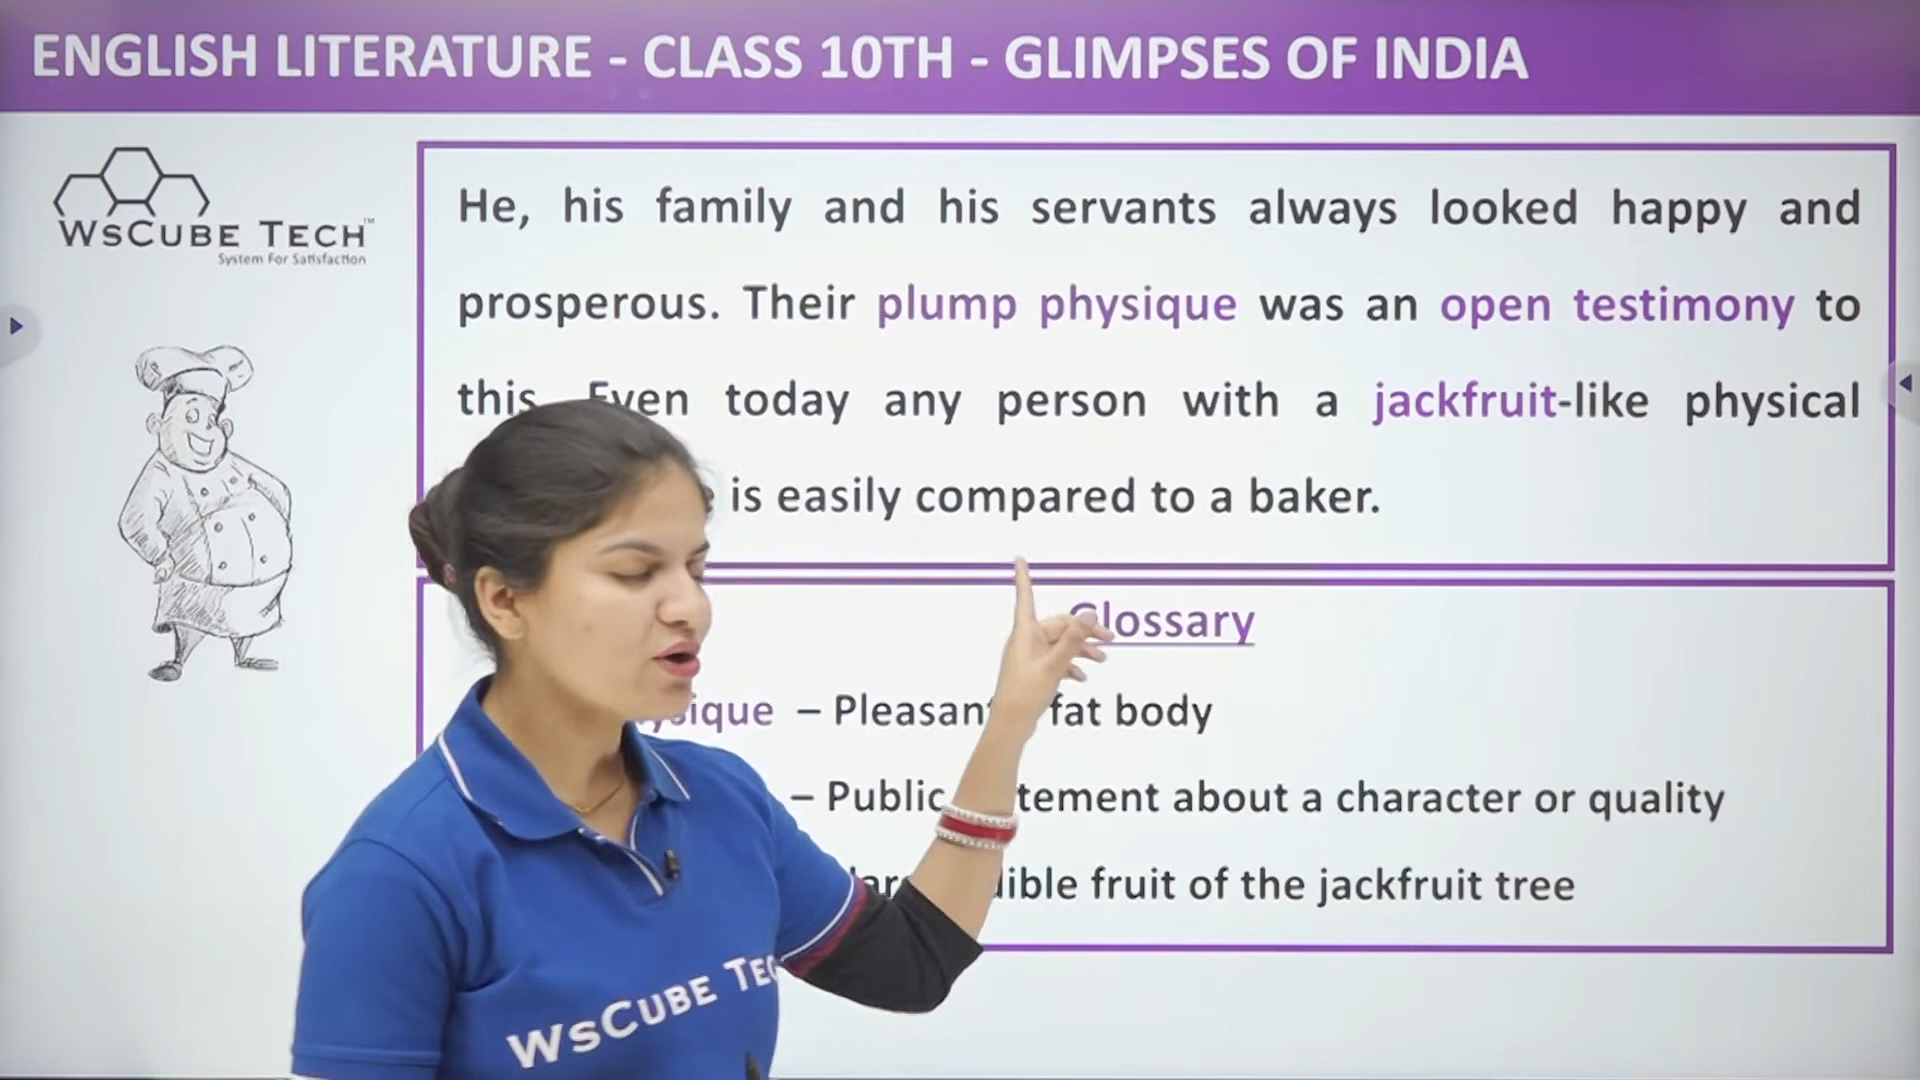 ENGLISH LITERATURE - CLASS 10TH - GLIMPSES OF INDIA
WsCUBE TECH™
System For Satisfaction
He, his family and his servants always looked happy and
prosperous. Their plump physique was an open testimony to
this. Even today any person with a jackfruit-like physical
is easily compared to a baker.
Glossary
– Pleasant fat body
– Public about a character or quality
fruit of the jackfruit tree
WsCUBE TEC